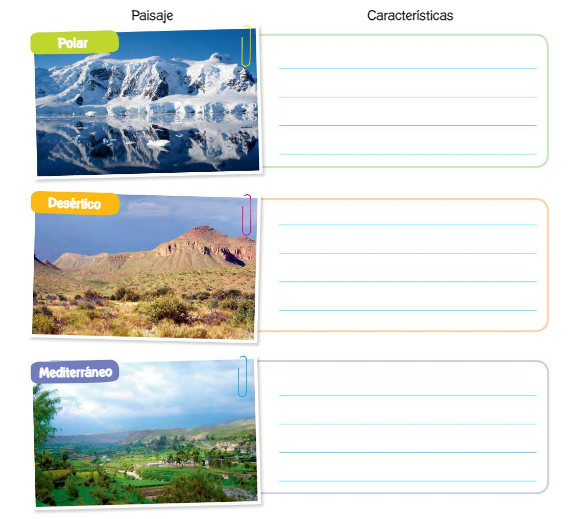 Paisaje
Características
Polar
Desértico
Mediterráneo